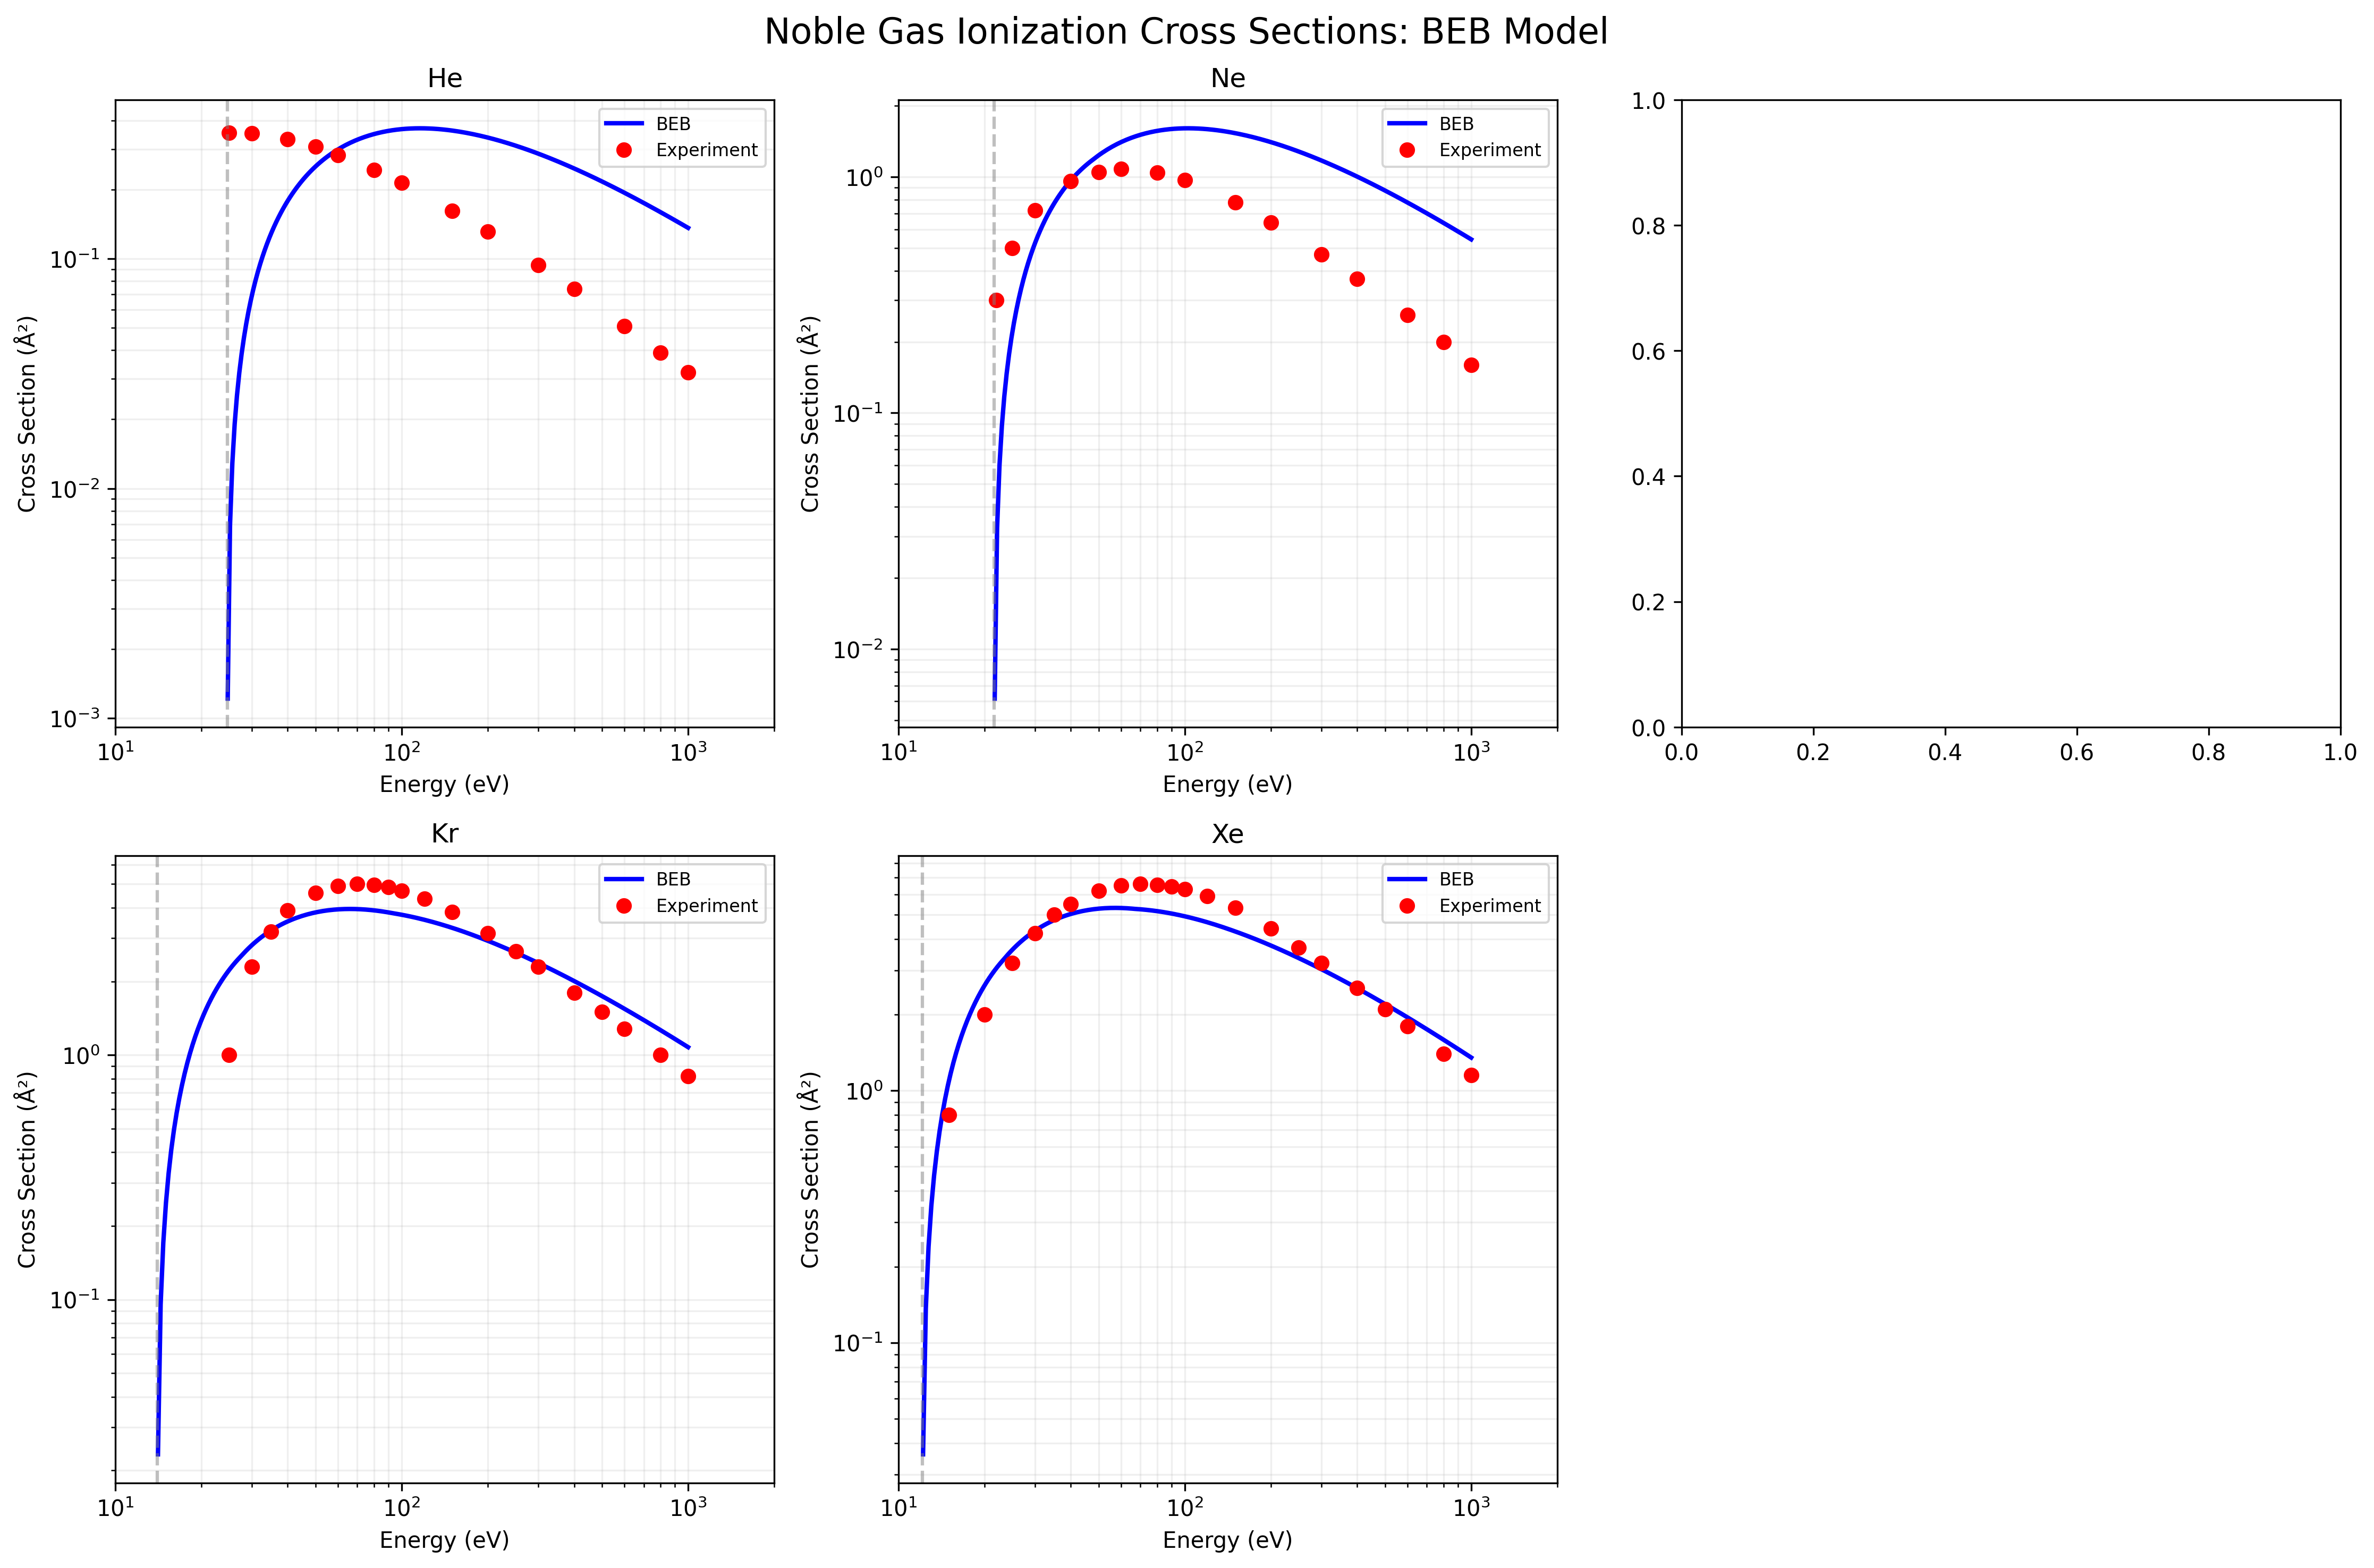 Noble Gas Ionization Cross Sections: BEB Model
He
BEB
Experiment
Cross Section (Å²)
10⁻¹
10⁻²
10⁻³
10¹
10²
10³
Energy (eV)
Ne
BEB
Experiment
Cross Section (Å²)
10⁰
10⁻¹
10⁻²
10¹
10²
10³
Energy (eV)
1.0
0.8
0.6
0.4
0.2
0.0
0.0
0.2
0.4
0.6
0.8
1.0
Kr
BEB
Experiment
Cross Section (Å²)
10⁰
10⁻¹
10¹
10²
10³
Energy (eV)
Xe
BEB
Experiment
Cross Section (Å²)
10⁰
10⁻¹
10¹
10²
10³
Energy (eV)